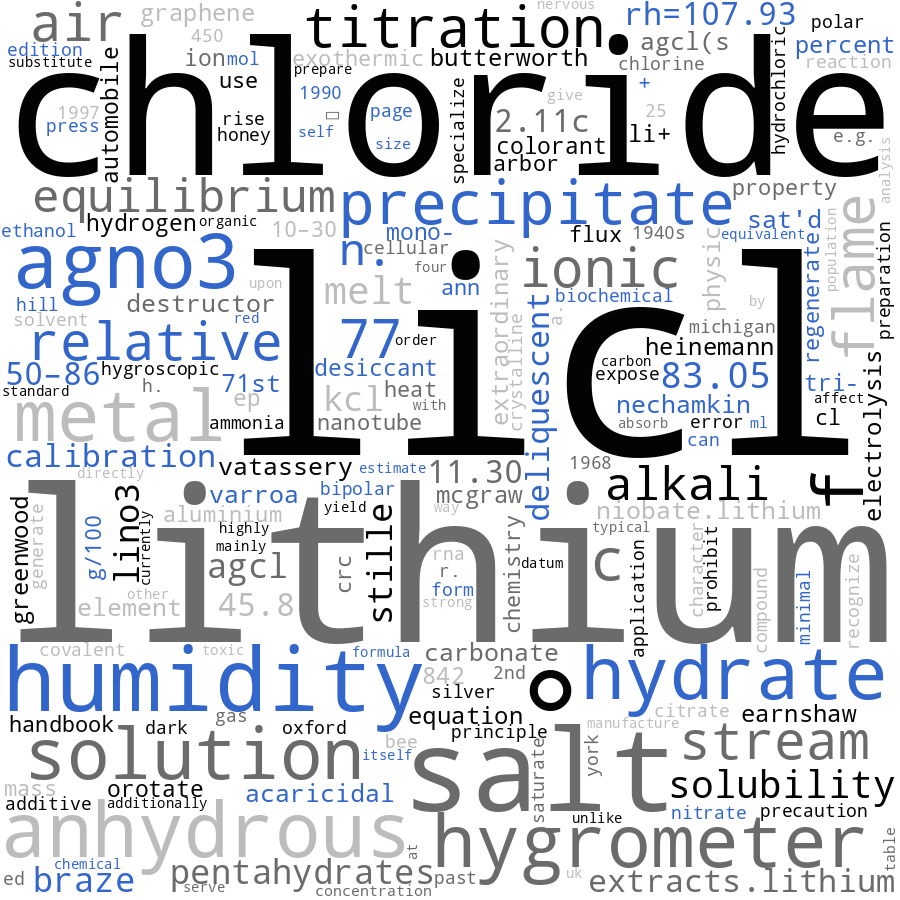 air
graphene
titration
nervous
rh=107.93
polar
edition
450
ion
mol
exothermic
butterworth
agcl(s
percent
substitute
automobile
use
prepare
chlorine
reaction
chloride
1997
press
rise
honey
1990
self
page
size
specialize
give
2.11c
colorant
arbor
+
25
li+
hydrochloric
e.g.
analysis
equilibrium
precipitate
property
ethanol
hydrogen
organic
10–30
mono-
n.
cellular
four
flux
1940s
sat'd
equivalent
population
agno3
upon
ionic
physic
regenerated
flame
preparation
hill
destructor
melt
ann
extraordinary
crystalline
deliquescent
biochemical
a.
by
solvent
red
relative
77
order
michigan
heinemann
licl
50–86
hygroscopic
71st
desiccant
carbon
expose
83.05
tri-
standard
h.
ep
kcl
heat
with
nechamkin
affect
metal
ammonia
nanotube
absorb
error
ml
cl
can
electrolysis
calibration
vatassery
estimate
11.30
1968
directly
alkali
f
varroa
bipolar
mcgraw
niobate.lithium
greenwood
generate
g/100
lino3
currently
aluminium
yield
way
typical
lithium
highly
mainly
agcl
crc
stille
rna
r.
chemistry
datum
c
application
character
prohibit
element
other
45.8
form
strong
compound
minimal
recognize
covalent
toxic
formula
carbonate
humidity
842
2nd
silver
°
hydrate
handbook
dark
gas
oxford
equation
principle
citrate
earnshaw
manufacture
solution
bee
itself
salt
saturate
york
stream
mass
additive
orotate
additionally
acaricidal
solubility
unlike
nitrate
precaution
anhydrous
at
hygrometer
table
chemical
ed
braze
pentahydrates
serve
past
concentration
uk
extracts.lithium